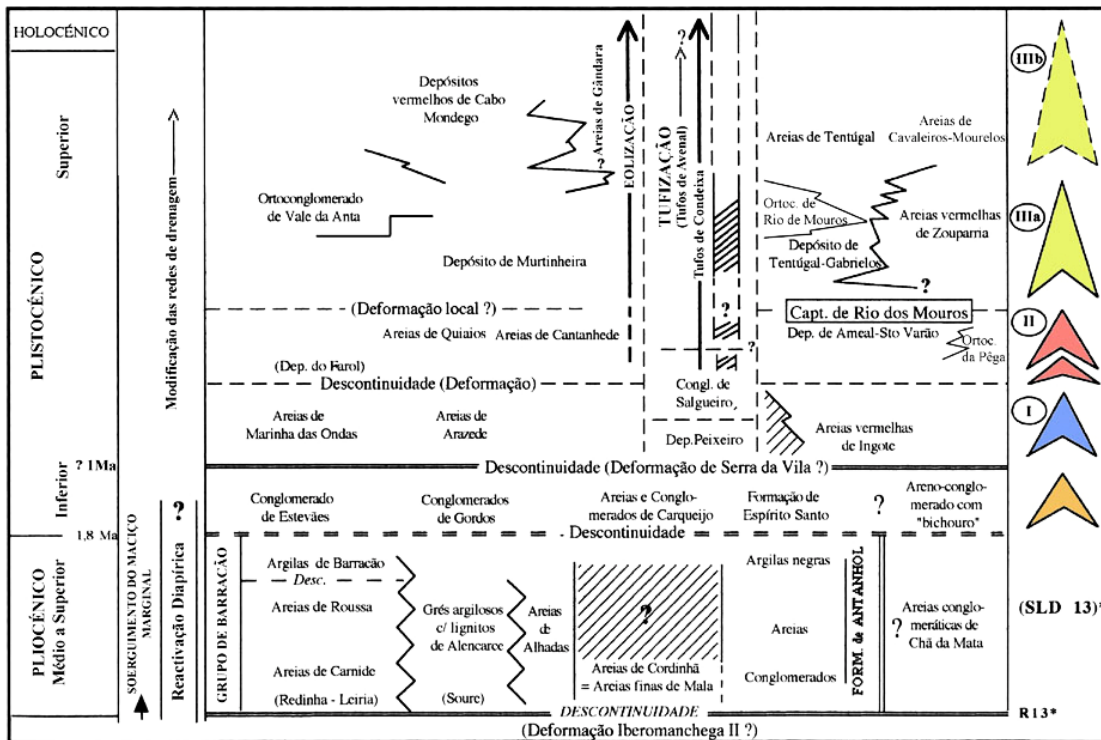 HOLOCÉNICO
PLISTOCÉNICO
Superior
Inferior
? 1Ma
1,8 Ma
PLIOCÉNICO
Médio a Superior
SOERGUIMENTO DO MACIÇO
MARGINAL
Modificação das redes de drenagem
Reactivação Diapírica
?
Depósitos
vermelhos de Cabo
Mondego
Areias de Gândara
?
EOLIZAÇÃO
Ortoconglomerado
de Vale da Anta
Depósito de Murtinheira
(Deformação local ?)
Areias de Quiaios
Areias de Cantanhede
(Dep. do Farol)
Descontinuidade (Deformação)
Areias de
Marinha das Ondas
Areias de
Arazede
?
TUFIZAÇÃO
(Tufos de Avenal)
Tufos de Condeixa
?
?
Congl. de
Salgueiro
Dep.Peixeiro
Areias de Tentúgal
Areias de
Cavaleiros-Mourelos
Ortoc. de
Rio de Mouros
Depósito de
Tentúgal-Gabrielos
Areias vermelhas
de Zouparria
?
Capt. de Rio dos Mouros
Dep. de Ameal-Sto Varão
Ortoc.
da Pêga
Areias vermelhas
de Ingote
Descontinuidade (Deformação de Serra da Vila ?)
Conglomerado
de Estevães
Conglomerados
de Gordos
Areias e Conglo-
merados de Carqueijo
Formação de
Espírito Santo
?
Areno-conglo-
merado com
"bichouro"
Descontinuidade
GRUPO DE BARRACÃO
Argilas de Barracão
Desc.
Areias de Roussa
Areias de Carnide
(Redinha - Leiria)
Grés argilosos
c/ lignitos
de Alencarce
(Soure)
Areias
de
Alhadas
?
Areias de Cordinhã
= Areias finas de Mala
Argilas negras
Areias
Conglomerados
FORM. de ANTANHOL
?
Areias conglo-
meráticas de
Chã da Mata
DESCONTINUIDADE
(Deformação Iberomanchega II ?)
IIIb
IIIa
II
I
(SLD 13)*
R13*